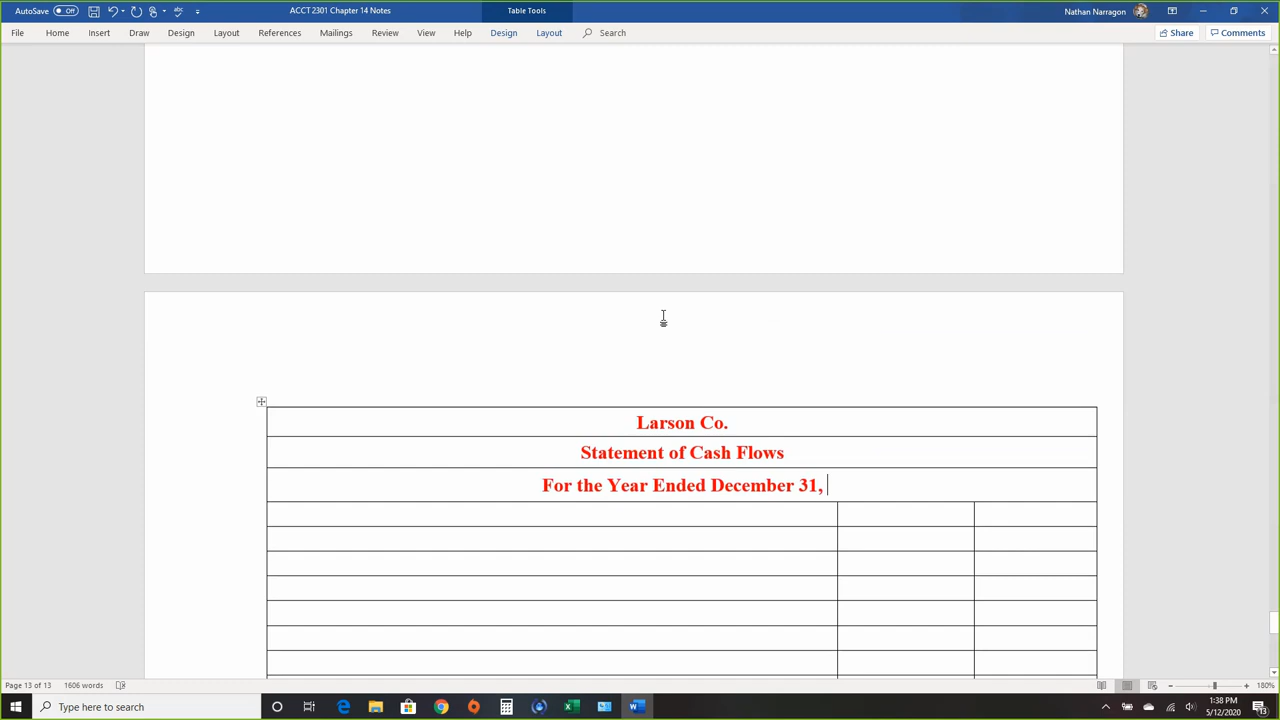 AutoSave Off ACCT 2301 Chapter 14 Notes Table Tools Nathan Narragon
File Home Insert Draw Design Layout References Mailings Review View Help Design Layout Search Share Comments
Larson Co.
Statement of Cash Flows
For the Year Ended December 31,
Page 13 of 13 1606 words 180%
Type here to search 1:38 PM
5/12/2020 13